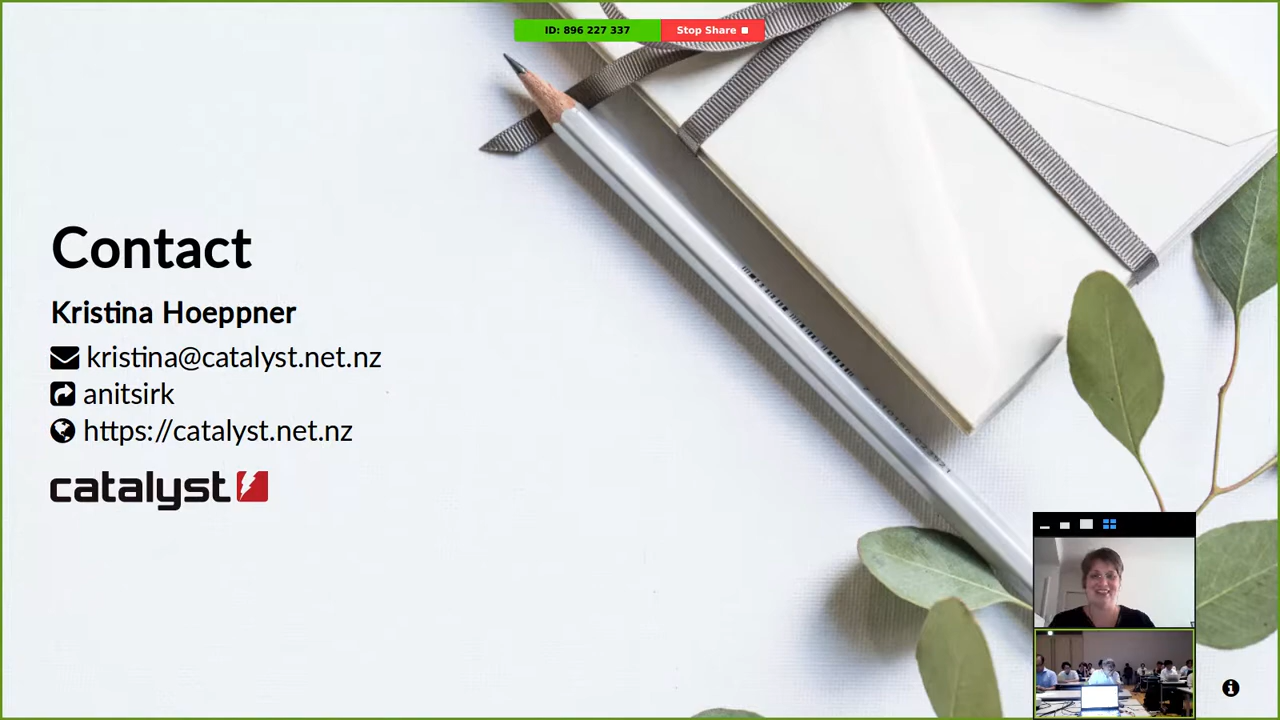 ID: 896 227 337
Stop Share
Contact
Kristina Hoeppner
kristina@catalyst.net.nz
anitsirk
https://catalyst.net.nz
catalyst